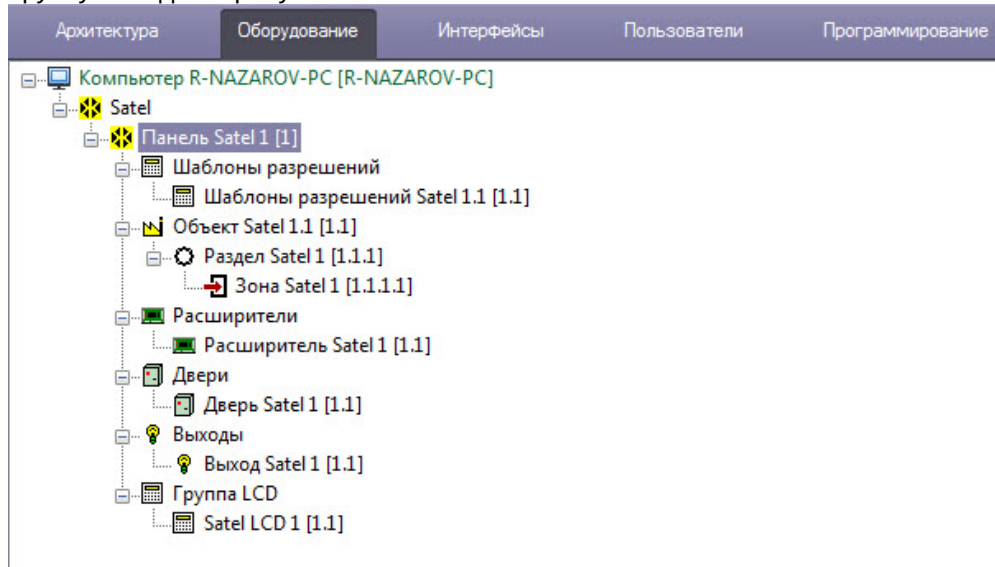 Архитектура Оборудование Интерфейсы Пользователи Программирование
Компьютер R-NAZAROV-PC [R-NAZAROV-PC]
Satel
Панель Satel 1 [1]
Шаблоны разрешений
Шаблоны разрешений Satel 1.1 [1.1]
Объект Satel 1.1 [1.1]
Раздел Satel 1 [1.1.1]
Зона Satel 1 [1.1.1.1]
Расширители
Расширитель Satel 1 [1.1]
Двери
Дверь Satel 1 [1.1]
Выходы
Выход Satel 1 [1.1]
Группа LCD
Satel LCD 1 [1.1]